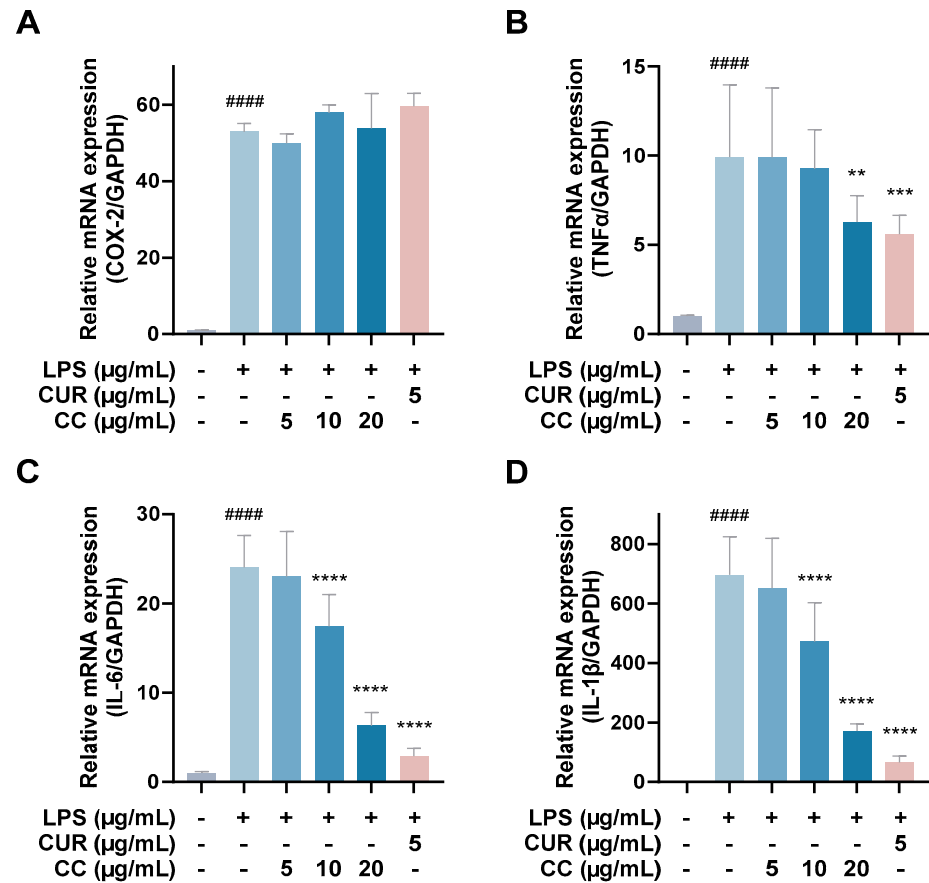 A
Relative mRNA expression
(COX-2/GAPDH)
60
40
20
0
####
LPS (µg/mL) - + + + + +
CUR (µg/mL) - - - - - 5
CC (µg/mL) - - 5 10 20 -
B
Relative mRNA expression
(TNFα/GAPDH)
15
10
5
0
####
**
***
LPS (µg/mL) - + + + + +
CUR (µg/mL) - - - - - 5
CC (µg/mL) - - 5 10 20 -
C
Relative mRNA expression
(IL-6/GAPDH)
30
20
10
0
####
****
****
****
LPS (µg/mL) - + + + + +
CUR (µg/mL) - - - - - 5
CC (µg/mL) - - 5 10 20 -
D
Relative mRNA expression
(IL-1β/GAPDH)
800
600
400
200
0
####
****
****
****
LPS (µg/mL) - + + + + +
CUR (µg/mL) - - - - - 5
CC (µg/mL) - - 5 10 20 -